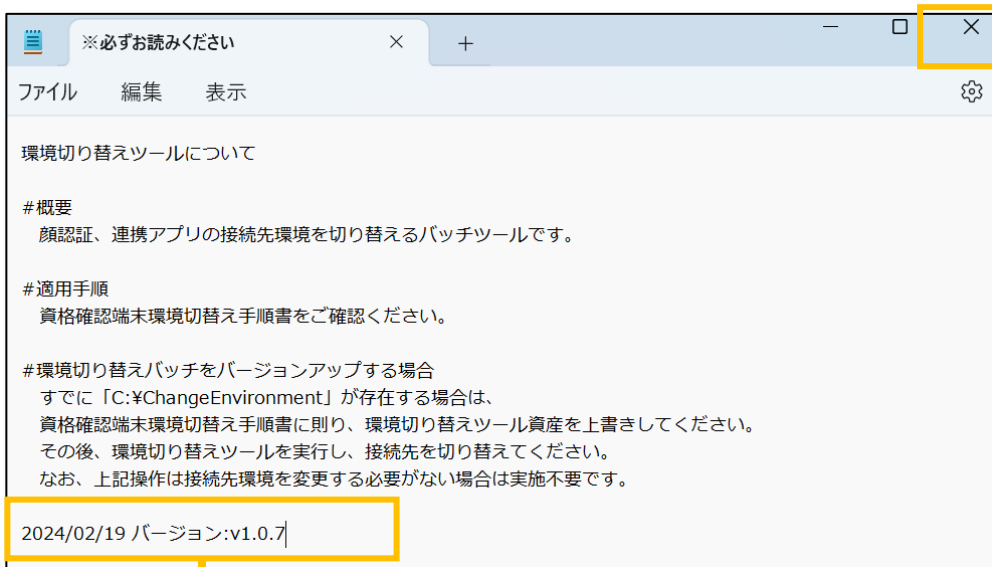 ※必ずお読みください
ファイル 編集 表示
環境切り替えツールについて
#概要
顔認証、連携アプリの接続先環境を切り替えるバッチツールです。
#適用手順
資格確認端末環境切替え手順書をご確認ください。
#環境切り替えバッチをバージョンアップする場合
すでに「C:¥ChangeEnvironment」が存在する場合は、
資格確認端末環境切替え手順書に則り、環境切り替えツール資産を上書きしてください。
その後、環境切り替えツールを実行し、接続先を切り替えてください。
なお、上記操作は接続先環境を変更する必要がない場合は実施不要です。
2024/02/19 バージョン:v1.0.7